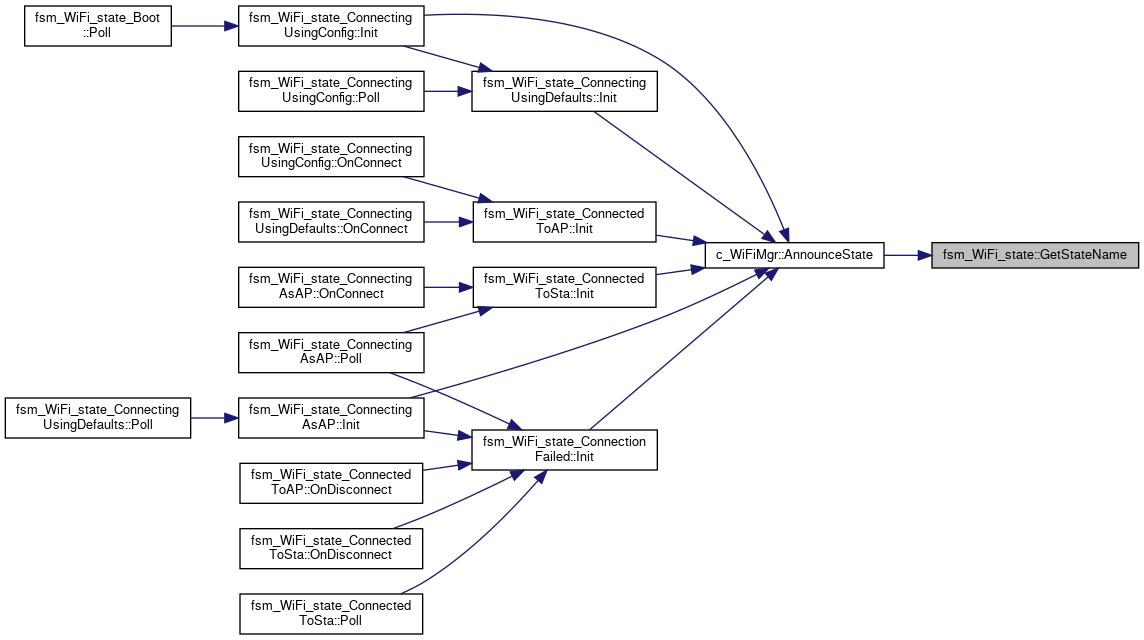 fsm_WiFi_state_Boot
::Poll
fsm_WiFi_state_Connecting
UsingConfig::Init
fsm_WiFi_state_Connecting
UsingConfig::Poll
fsm_WiFi_state_Connecting
UsingDefaults::Init
fsm_WiFi_state_Connecting
UsingConfig::OnConnect
fsm_WiFi_state_Connecting
UsingDefaults::OnConnect
fsm_WiFi_state_Connected
ToAP::Init
c_WiFiMgr::AnnounceState
fsm_WiFi_state::GetStateName
fsm_WiFi_state_Connecting
AsAP::OnConnect
fsm_WiFi_state_Connected
ToSta::Init
fsm_WiFi_state_Connecting
AsAP::Poll
fsm_WiFi_state_Connecting
UsingDefaults::Poll
fsm_WiFi_state_Connecting
AsAP::Init
fsm_WiFi_state_Connection
Failed::Init
fsm_WiFi_state_Connected
ToAP::OnDisconnect
fsm_WiFi_state_Connected
ToSta::OnDisconnect
fsm_WiFi_state_Connected
ToSta::Poll